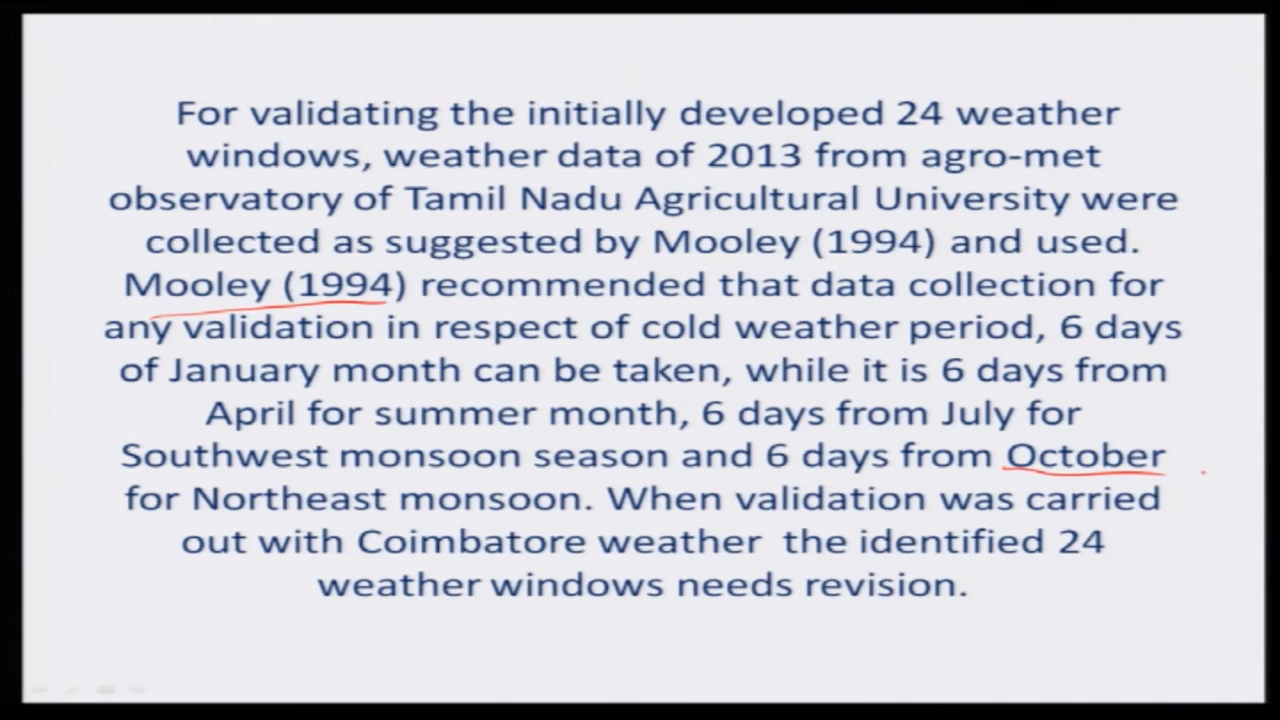 For validating the initially developed 24 weather
windows, weather data of 2013 from agro-met
observatory of Tamil Nadu Agricultural University were
collected as suggested by Mooley (1994) and used.
Mooley (1994) recommended that data collection for
any validation in respect of cold weather period, 6 days
of January month can be taken, while it is 6 days from
April for summer month, 6 days from July for
Southwest monsoon season and 6 days from October
for Northeast monsoon. When validation was carried
out with Coimbatore weather the identified 24
weather windows needs revision.